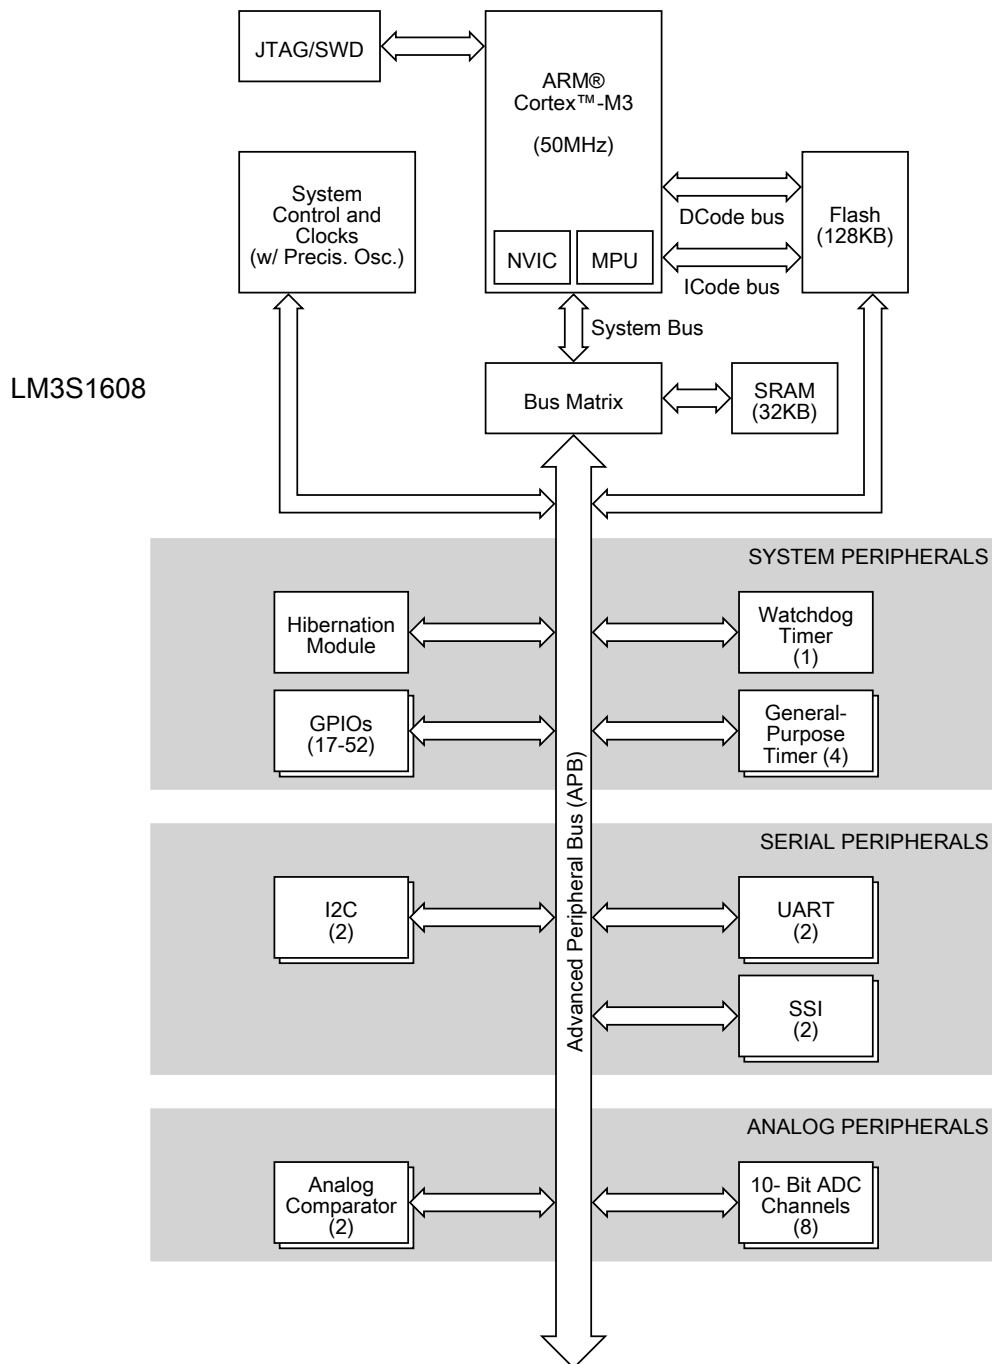 JTAG/SWD
ARM®
Cortex™-M3
(50MHz)
NVIC
MPU
System
Control and
Clocks
(w/ Precis. Osc.)
DCode bus
ICode bus
Flash
(128KB)
System Bus
LM3S1608
Bus Matrix
SRAM
(32KB)
SYSTEM PERIPHERALS
Hibernation
Module
Watchdog
Timer
(1)
GPIOs
(17-52)
General-
Purpose
Timer (4)
Advanced Peripheral Bus (APB)
SERIAL PERIPHERALS
I2C
(2)
UART
(2)
SSI
(2)
ANALOG PERIPHERALS
Analog
Comparator
(2)
10- Bit ADC
Channels
(8)